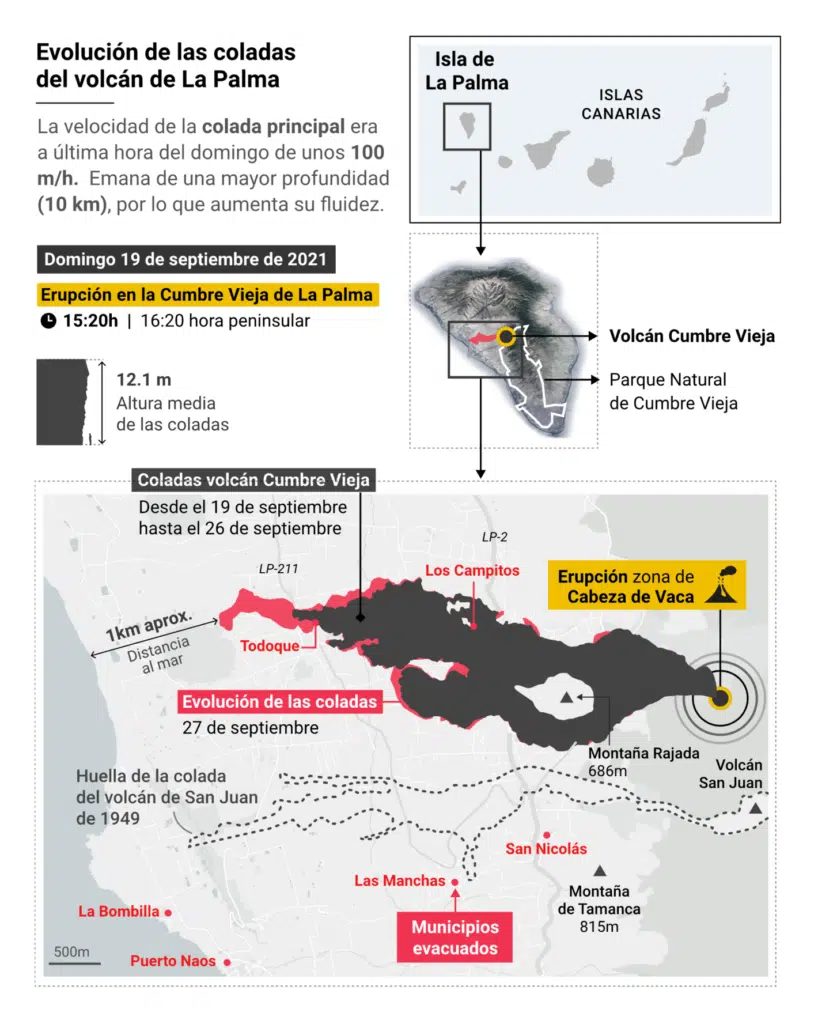 Evolución de las coladas
del volcán de La Palma
La velocidad de la colada principal era
a última hora del domingo de unos 100
m/h. Emana de una mayor profundidad
(10 km), por lo que aumenta su fluidez.
Domingo 19 de septiembre de 2021
Erupción en la Cumbre Vieja de La Palma
15:20h | 16:20 hora peninsular
12.1 m
Altura media
de las coladas
Isla de
La Palma
ISLAS
CANARIAS
Volcán Cumbre Vieja
Parque Natural
de Cumbre Vieja
Coladas volcán Cumbre Vieja
Desde el 19 de septiembre
hasta el 26 de septiembre
LP-211
LP-2
Los Campitos
Erupción zona de
Cabeza de Vaca
1km aprox.
Distancia
al mar
Todoque
Evolución de las coladas
27 de septiembre
Montaña Rajada
686m
Volcán
San Juan
Huella de la colada
del volcán de San Juan
de 1949
San Nicolás
Las Manchas
Montaña
de Tamanca
815m
La Bombilla
Municipios
evacuados
500m
Puerto Naos